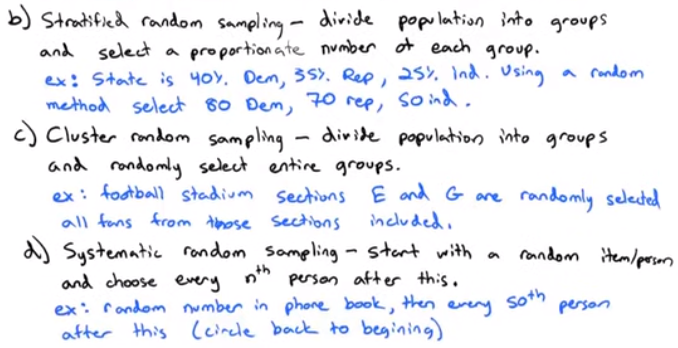 b) Stratified random sampling - divide population into groups
and select a proportionate number of each group.
ex: State is 40%. Dem, 35%. Rep, 25%. Ind. Using a random
method select 80 Dem, 70 rep, 50 ind.
c) Cluster random sampling - divide population into groups
and randomly select entire groups.
ex: football stadium sections E and G are randomly selected
all fans from those sections included.
d) Systematic random sampling - start with a random item/person
and choose every nth person after this.
ex: random number in phone book, then every 50th person
after this (circle back to begining)